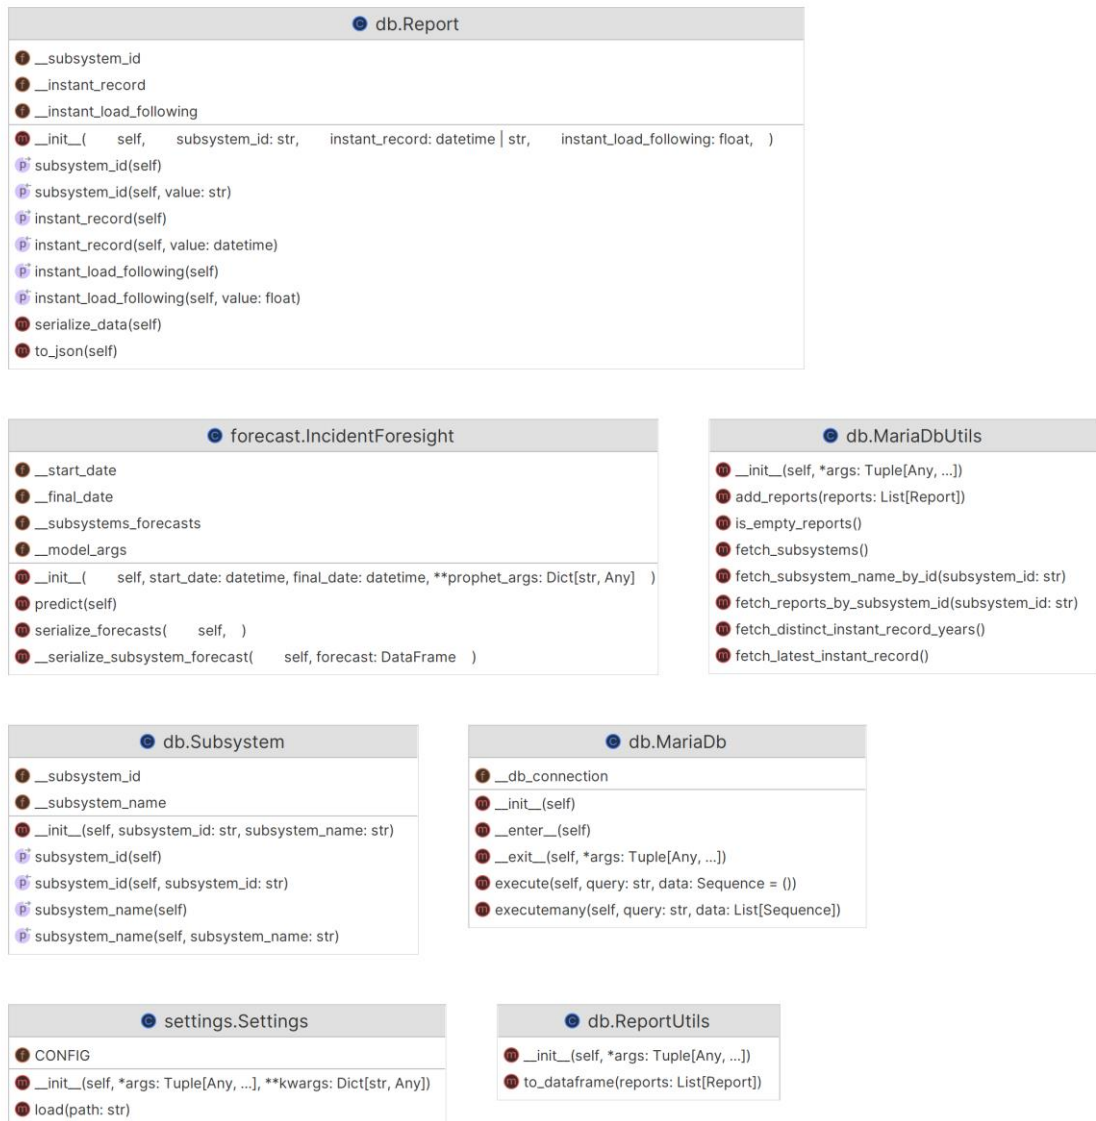 db.Report
__subsystem_id
__instant_record
__instant_load_following
__init__( self, subsystem_id: str, instant_record: datetime | str, instant_load_following: float, )
subsystem_id(self)
subsystem_id(self, value: str)
instant_record(self)
instant_record(self, value: datetime)
instant_load_following(self)
instant_load_following(self, value: float)
serialize_data(self)
to_json(self)
forecast.IncidentForesight
__start_date
__final_date
__subsystems_forecasts
__model_args
__init__( self, start_date: datetime, final_date: datetime, **prophet_args: Dict[str, Any] )
predict(self)
serialize_forecasts( self, )
__serialize_subsystem_forecast( self, forecast: DataFrame )
db.MariaDbUtils
__init__(self, *args: Tuple[Any, ...])
add_reports(reports: List[Report])
is_empty_reports()
fetch_subsystems()
fetch_subsystem_name_by_id(subsystem_id: str)
fetch_reports_by_subsystem_id(subsystem_id: str)
fetch_distinct_instant_record_years()
fetch_latest_instant_record()
db.Subsystem
__subsystem_id
__subsystem_name
__init__(self, subsystem_id: str, subsystem_name: str)
subsystem_id(self)
subsystem_id(self, subsystem_id: str)
subsystem_name(self)
subsystem_name(self, subsystem_name: str)
db.MariaDb
__db_connection
__init__(self)
__enter__(self)
__exit__(self, *args: Tuple[Any, ...])
execute(self, query: str, data: Sequence = ())
executemany(self, query: str, data: List[Sequence])
settings.Settings
CONFIG
__init__(self, *args: Tuple[Any, ...], **kwargs: Dict[str, Any])
load(path: str)
db.ReportUtils
__init__(self, *args: Tuple[Any, ...])
to_dataframe(reports: List[Report])